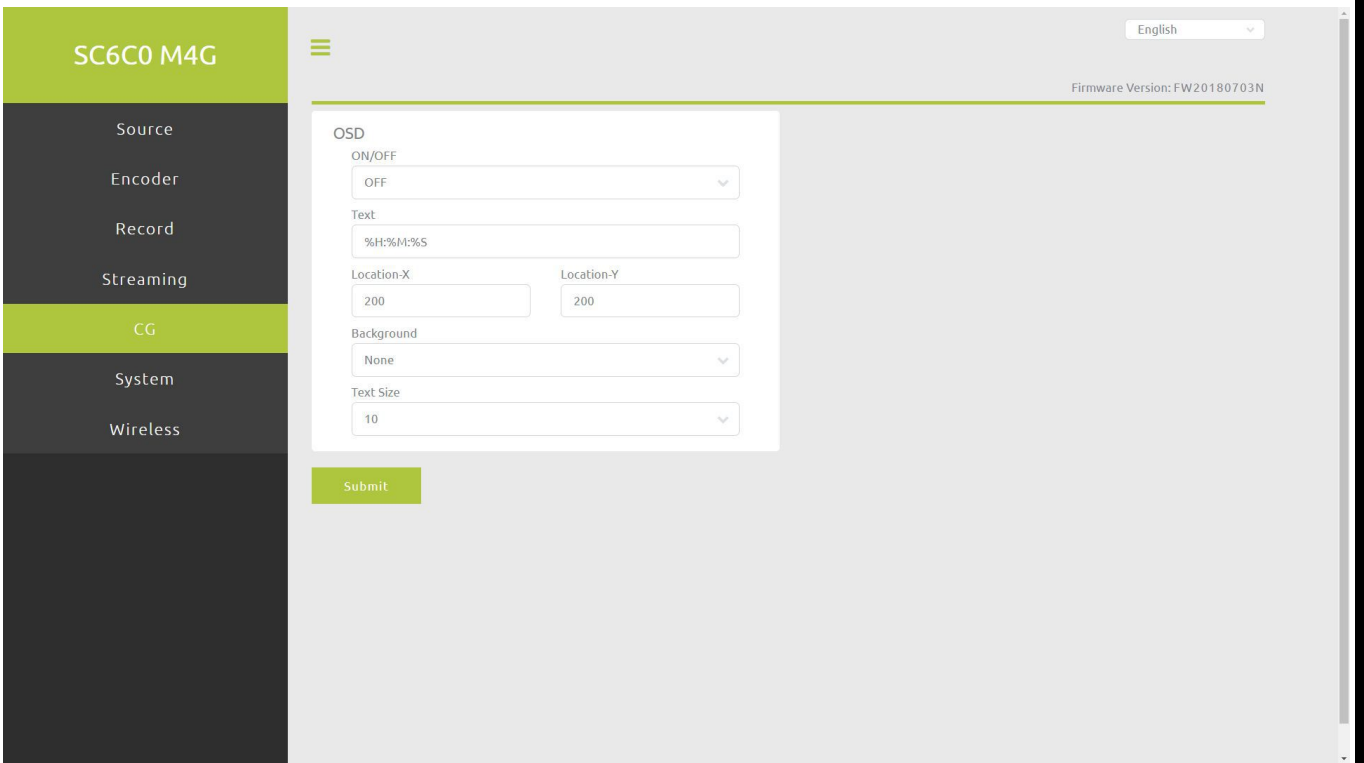 SC6C0 M4G
English
Firmware Version: FW20180703N
Source
Encoder
Record
Streaming
CG
System
Wireless
OSD
ON/OFF
OFF
Text
%H:%M:%S
Location-X Location-Y
200 200
Background
None
Text Size
10
Submit